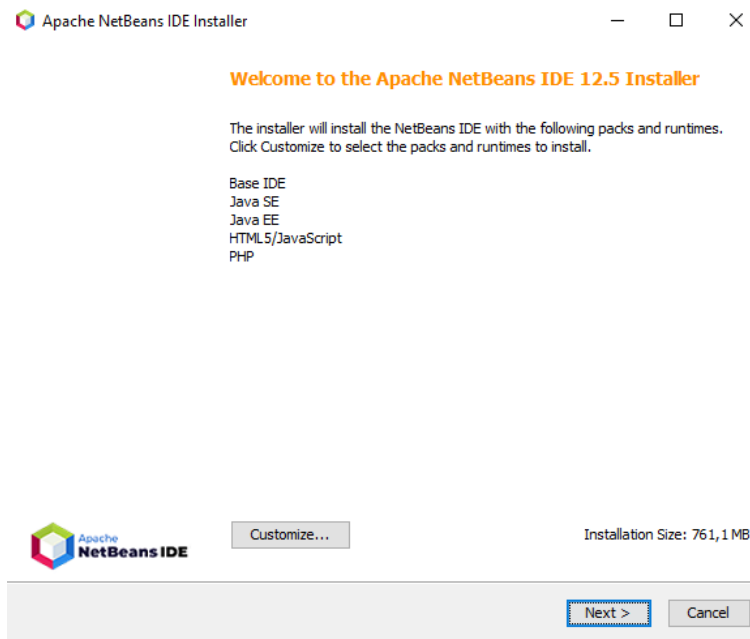 Apache NetBeans IDE Installer
Welcome to the Apache NetBeans IDE 12.5 Installer
The installer will install the NetBeans IDE with the following packs and runtimes.
Click Customize to select the packs and runtimes to install.
Base IDE
Java SE
Java EE
HTML5/JavaScript
PHP
Apache
NetBeans IDE
Customize...
Installation Size: 761,1 MB
Next >
Cancel